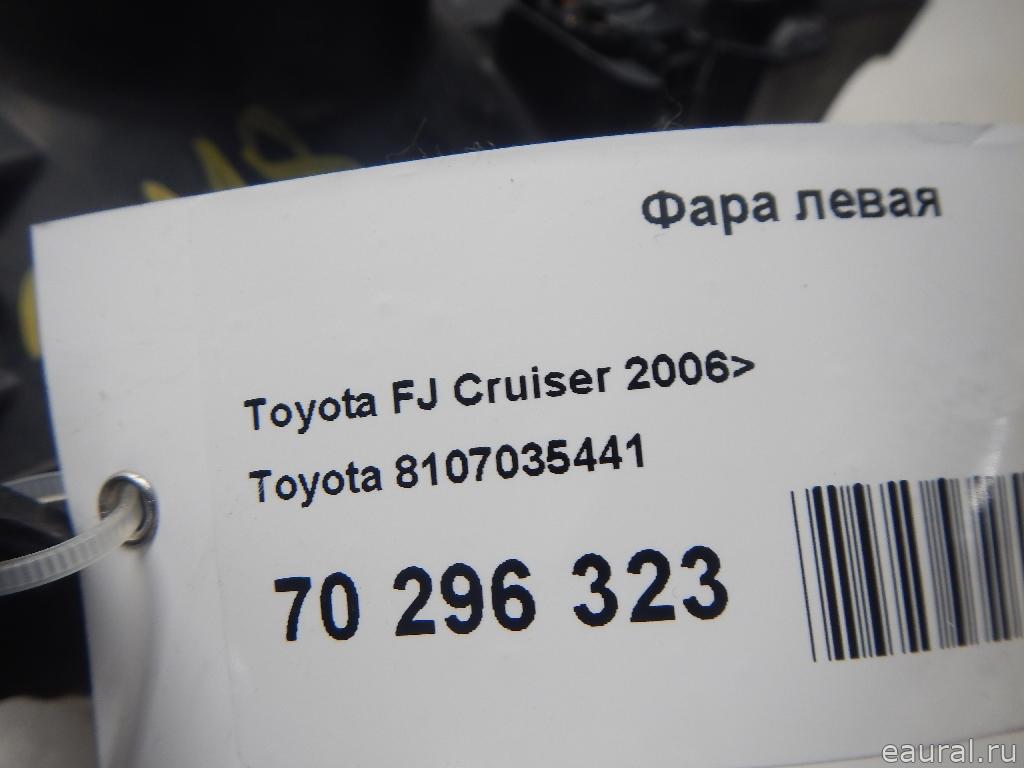 Фара левая
Toyota FJ Cruiser 2006>
Toyota 8107035441
70 296 323
eaural.ru